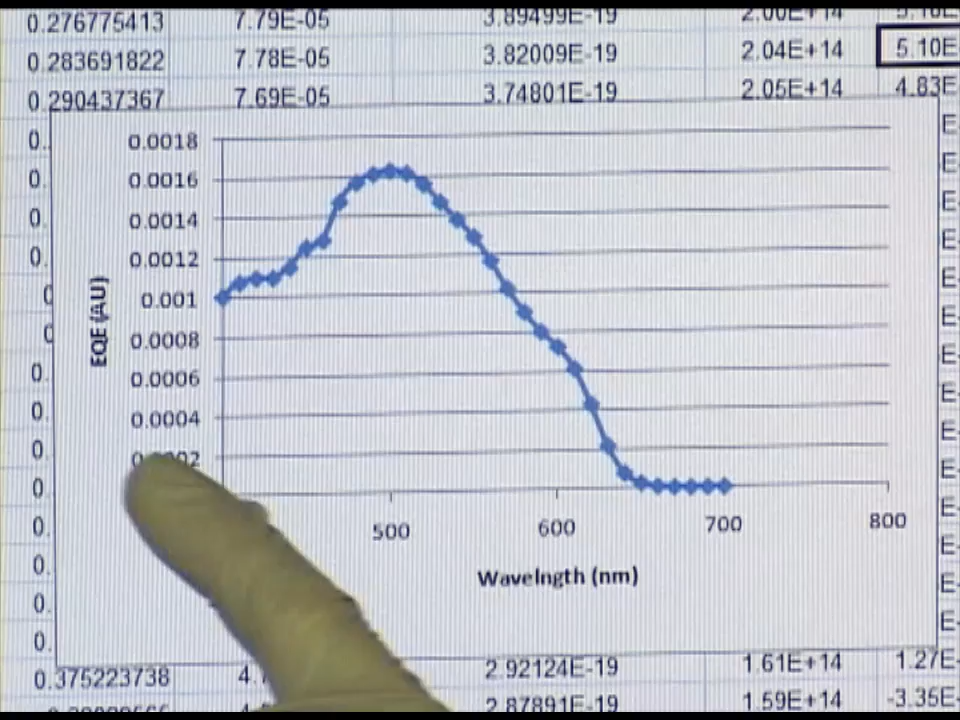 0.276775413 7.79E-05 3.89499E-19 2.00E+14
0.283691822 7.78E-05 3.82009E-19 2.04E+14 5.10E
0.290437367 7.69E-05 3.74801E-19 2.05E+14 4.83E
0.0018
0.0016
0.0014
0.0012
0.001
0.0008
0.0006
0.0004
EQE (AU)
500 600 700 800
Wavelngth (nm)
0.375223738 2.92124E-19 1.61E+14 1.27E
2.87891E-19 1.59E+14 -3.35E